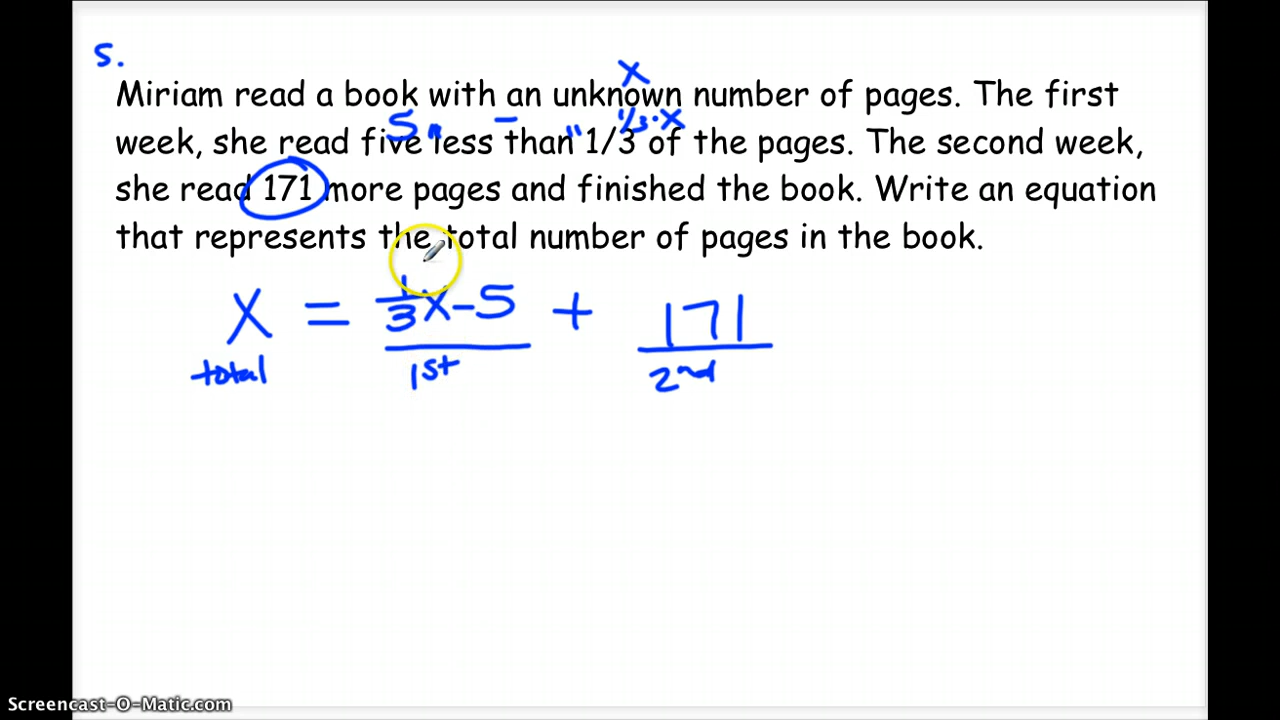 5.
x
5 " - " 1/3 · x
Miriam read a book with an unknown number of pages. The first
week, she read five less than 1/3 of the pages. The second week,
she read 171 more pages and finished the book. Write an equation
that represents the total number of pages in the book.
x = 1/3 x - 5 + 171
total 1st 2nd
Screencast-O-Matic.com